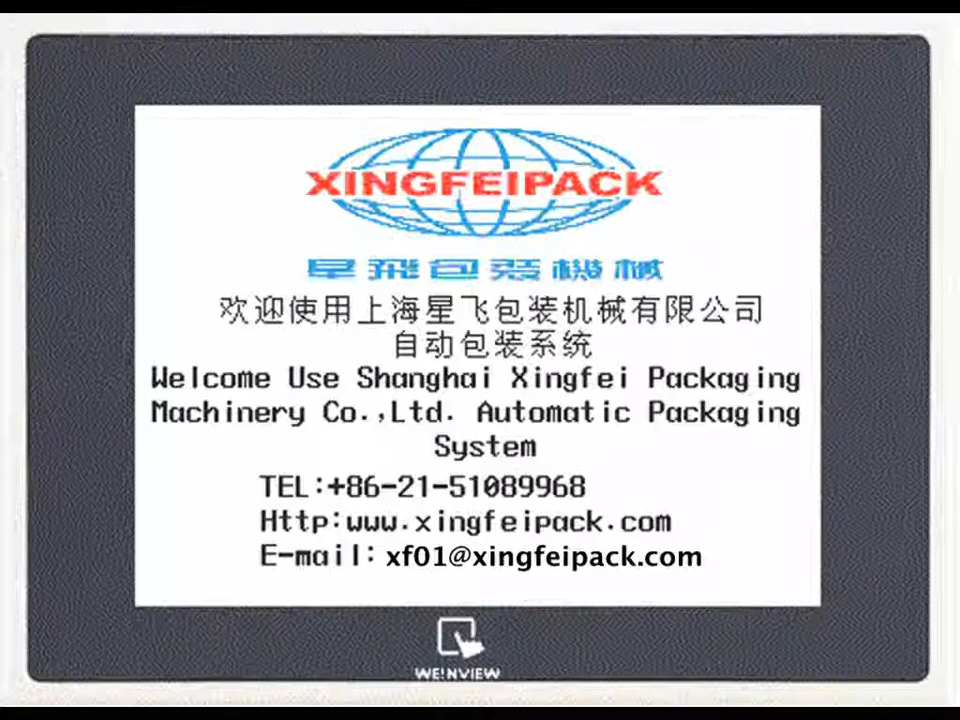 XINGFEIPACK
星飛包装機械
欢迎使用上海星飞包装机械有限公司
自动包装系统
Welcome Use Shanghai Xingfei Packaging
Machinery Co.,Ltd. Automatic Packaging
System
TEL:+86-21-51089968
Http:www.xingfeipack.com
E-mail: xf01@xingfeipack.com
WEINVIEW